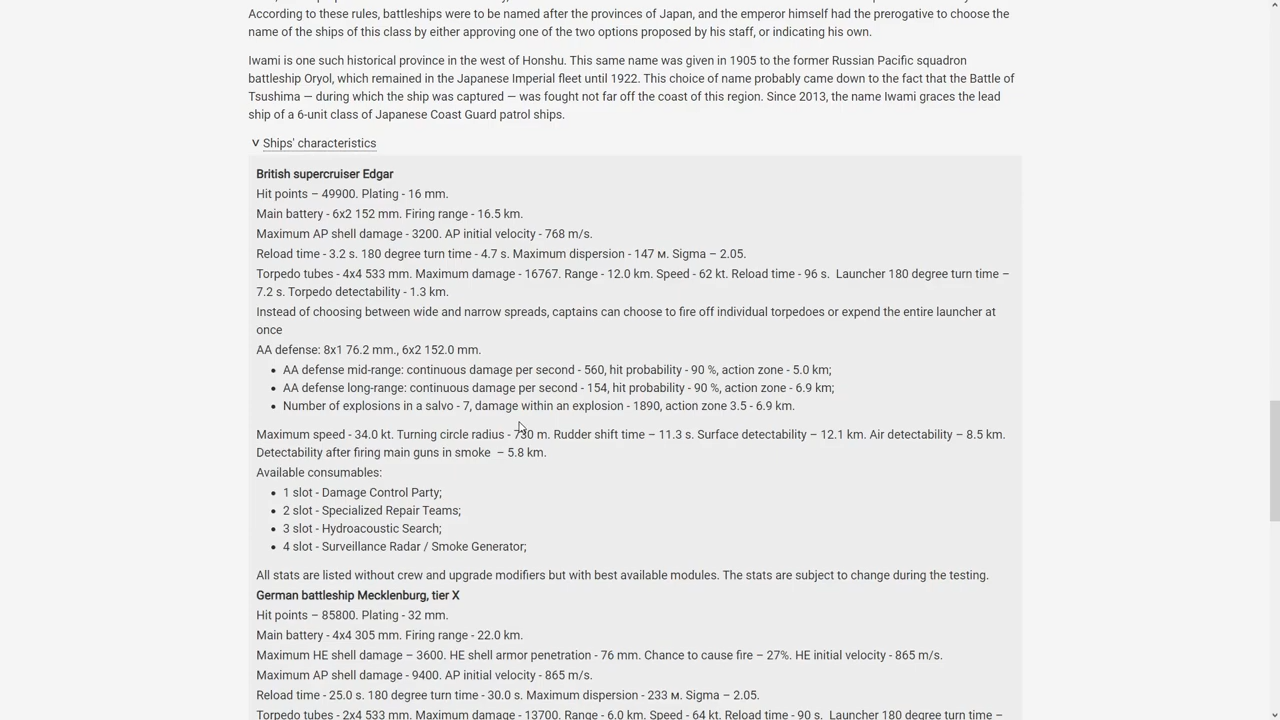 According to these rules, battleships were to be named after the provinces of Japan, and the emperor himself had the prerogative to choose the
name of the ships of this class by either approving one of the two options proposed by his staff, or indicating his own.
Iwami is one such historical province in the west of Honshu. This same name was given in 1905 to the former Russian Pacific squadron
battleship Oryol, which remained in the Japanese Imperial fleet until 1922. This choice of name probably came down to the fact that the Battle of
Tsushima — during which the ship was captured — was fought not far off the coast of this region. Since 2013, the name Iwami graces the lead
ship of a 6-unit class of Japanese Coast Guard patrol ships.
v Ships' characteristics
British supercruiser Edgar
Hit points – 49900. Plating - 16 mm.
Main battery - 6x2 152 mm. Firing range - 16.5 km.
Maximum AP shell damage - 3200. AP initial velocity - 768 m/s.
Reload time - 3.2 s. 180 degree turn time - 4.7 s. Maximum dispersion - 147 м. Sigma – 2.05.
Torpedo tubes - 4x4 533 mm. Maximum damage - 16767. Range - 12.0 km. Speed - 62 kt. Reload time - 96 s.  Launcher 180 degree turn time –
7.2 s. Torpedo detectability - 1.3 km.
Instead of choosing between wide and narrow spreads, captains can choose to fire off individual torpedoes or expend the entire launcher at
once
AA defense: 8x1 76.2 mm., 6x2 152.0 mm.
• AA defense mid-range: continuous damage per second - 560, hit probability - 90 %, action zone - 5.0 km;
• AA defense long-range: continuous damage per second - 154, hit probability - 90 %, action zone - 6.9 km;
• Number of explosions in a salvo - 7, damage within an explosion - 1890, action zone 3.5 - 6.9 km.
Maximum speed - 34.0 kt. Turning circle radius - 730 m. Rudder shift time – 11.3 s. Surface detectability – 12.1 km. Air detectability – 8.5 km.
Detectability after firing main guns in smoke  – 5.8 km.
Available consumables:
• 1 slot - Damage Control Party;
• 2 slot - Specialized Repair Teams;
• 3 slot - Hydroacoustic Search;
• 4 slot - Surveillance Radar / Smoke Generator;
All stats are listed without crew and upgrade modifiers but with best available modules. The stats are subject to change during the testing.
German battleship Mecklenburg, tier X
Hit points – 85800. Plating - 32 mm.
Main battery - 4x4 305 mm. Firing range - 22.0 km.
Maximum HE shell damage – 3600. HE shell armor penetration - 76 mm. Chance to cause fire – 27%. HE initial velocity - 865 m/s.
Maximum AP shell damage - 9400. AP initial velocity - 865 m/s.
Reload time - 25.0 s. 180 degree turn time - 30.0 s. Maximum dispersion - 233 м. Sigma – 2.05.
Torpedo tubes - 2x4 533 mm. Maximum damage - 13700. Range - 6.0 km. Speed - 64 kt. Reload time - 90 s.  Launcher 180 degree turn time –